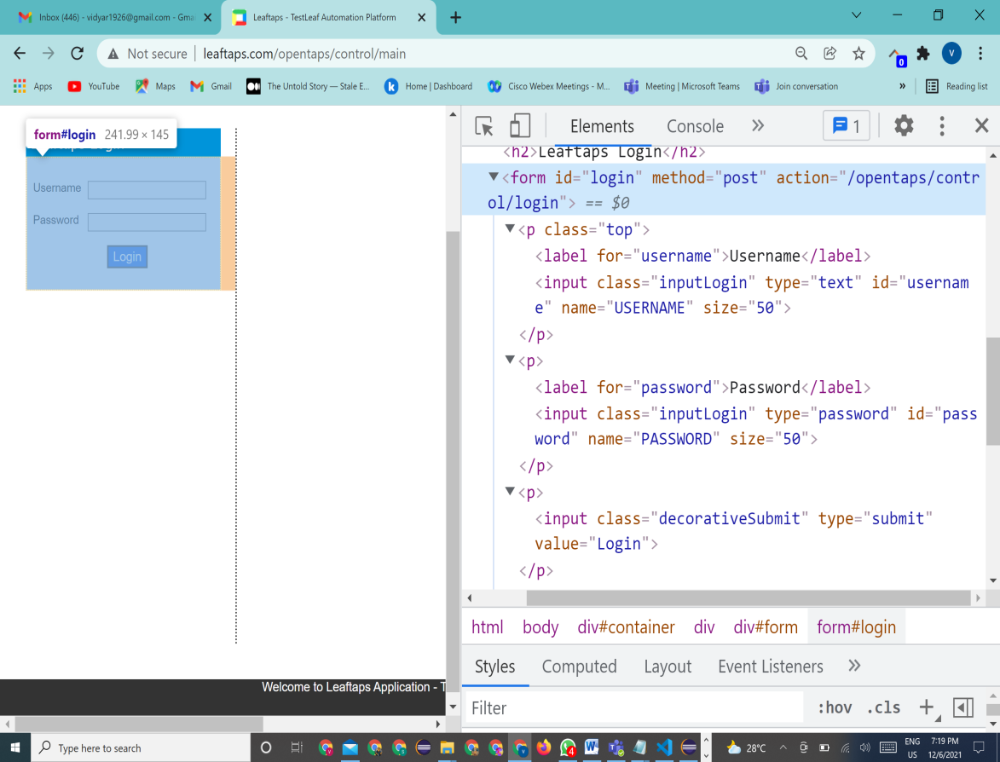 Inbox (446) - vidyar1926@gmail.com - Gma
Leaftaps - TestLeaf Automation Platform
Not secure
leaftaps.com/opentaps/control/main
V
0
Apps
YouTube
Maps
Gmail
The Untold Story — Stale E...
k
Home | Dashboard
Cisco Webex Meetings - M...
Meeting | Microsoft Teams
Join conversation
»
Reading list
form#login 241.99 × 145
Username
Password
Login
Welcome to Leaftaps Application - T
Elements
Console
»
1
<h2>Leaftaps Login</h2>
<form id="login" method="post" action="/opentaps/contr
ol/login"> == $0
<p class="top">
<label for="username">Username</label>
<input class="inputLogin" type="text" id="usernam
e" name="USERNAME" size="50">
</p>
<p>
<label for="password">Password</label>
<input class="inputLogin" type="password" id="pass
word" name="PASSWORD" size="50">
</p>
<p>
<input class="decorativeSubmit" type="submit"
value="Login">
</p>
html body div#container div div#form form#login
Styles
Computed
Layout
Event Listeners
»
Filter
:hov .cls
Type here to search
4
28°C
ENG
US
7:19 PM
12/6/2021